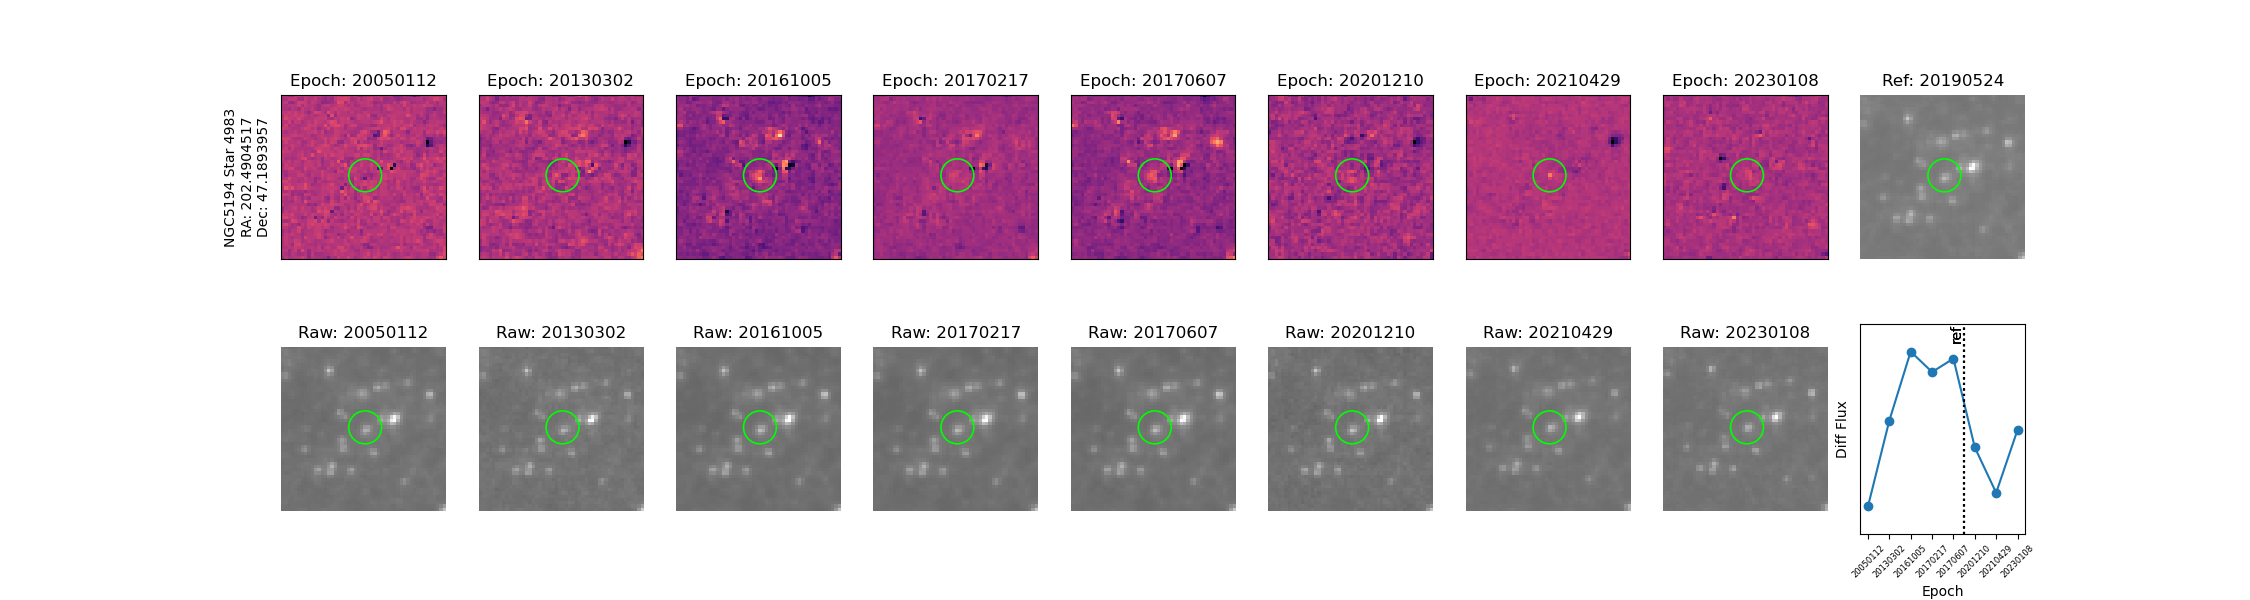 NGC5194 Star 4983
RA: 202.4904517
Dec: 47.1893957
Epoch: 20050112
Epoch: 20130302
Epoch: 20161005
Epoch: 20170217
Epoch: 20170607
Epoch: 20201210
Epoch: 20210429
Epoch: 20230108
Ref: 20190524
Raw: 20050112
Raw: 20130302
Raw: 20161005
Raw: 20170217
Raw: 20170607
Raw: 20201210
Raw: 20210429
Raw: 20230108
ref
Diff Flux
20050112
20130302
20161005
20170217
20170607
20201210
20210429
20230108
Epoch